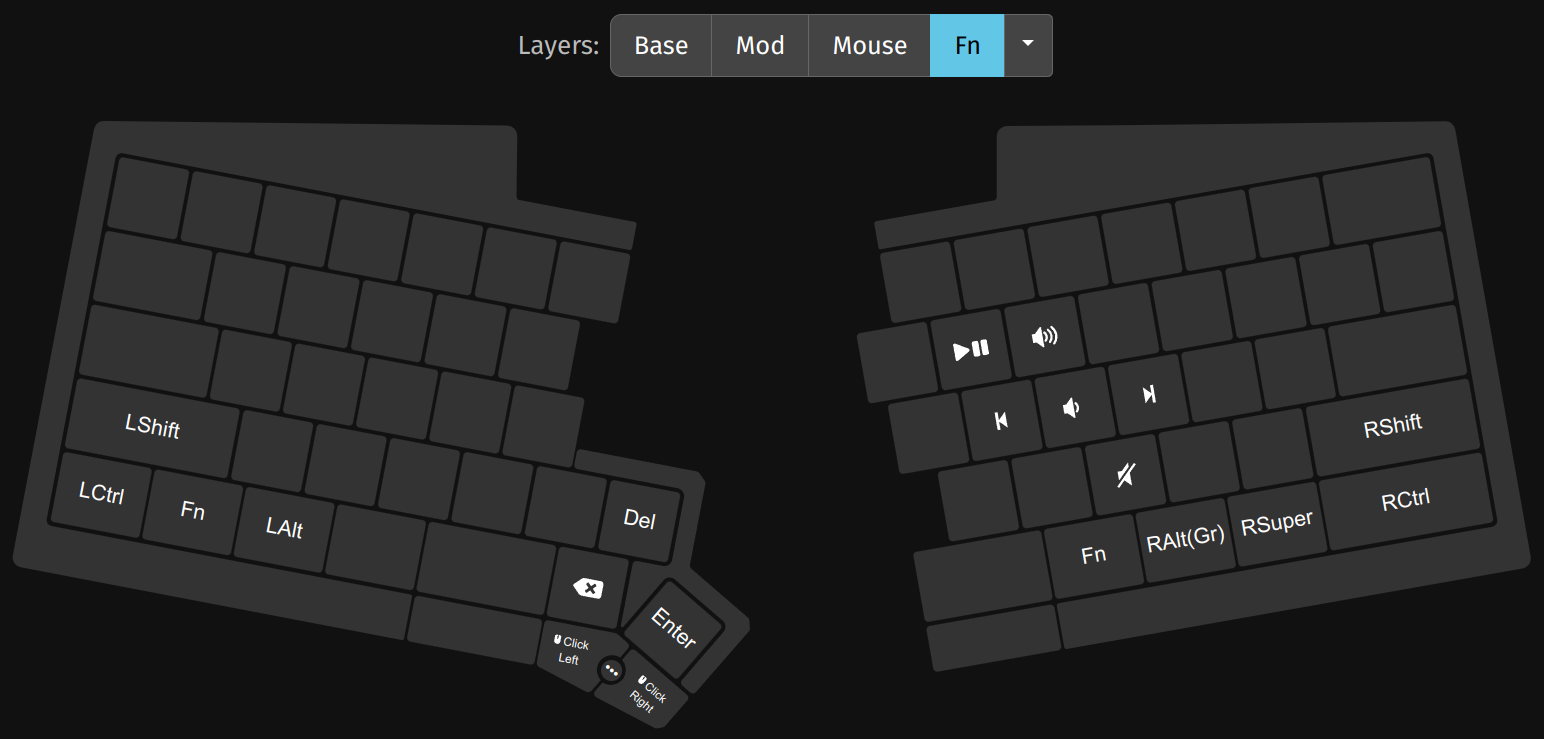 Layers: Base Mod Mouse Fn
LShift
LCtrl Fn LAlt
Del
Enter
Click
Left
Click
Right
RShift
Fn RAlt(Gr) RSuper RCtrl